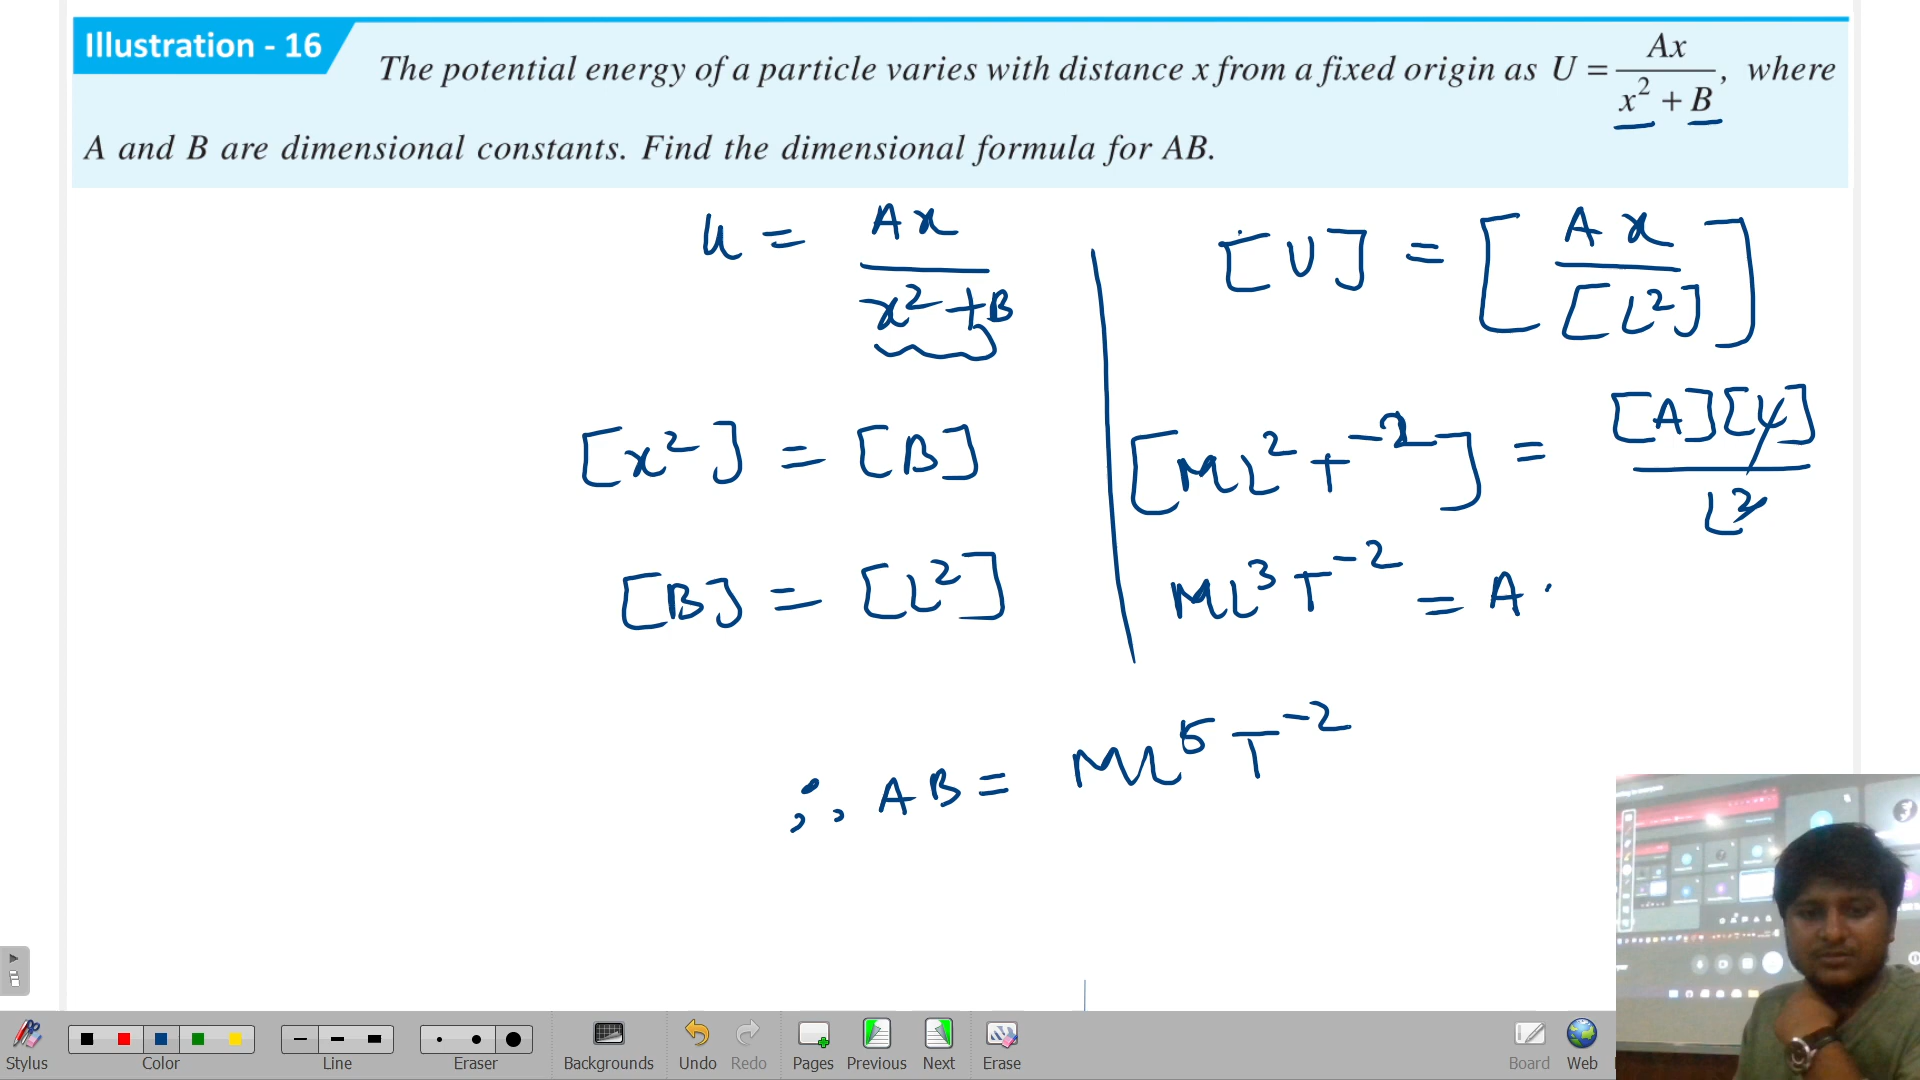 Illustration - 16
The potential energy of a particle varies with distance x from a fixed origin as U = Ax / (x² + B), where
A and B are dimensional constants. Find the dimensional formula for AB.
u = Ax / (x² + B)
[x²] = [B]
[B] = [L²]
[U] = [Ax / [L²]]
[ML²T⁻²] = [A][L] / L²
ML³T⁻² = A.
∴ AB = ML⁵T⁻²
Stylus
Color
Line
Eraser
Backgrounds
Undo
Redo
Pages
Previous
Next
Erase
Board
Web